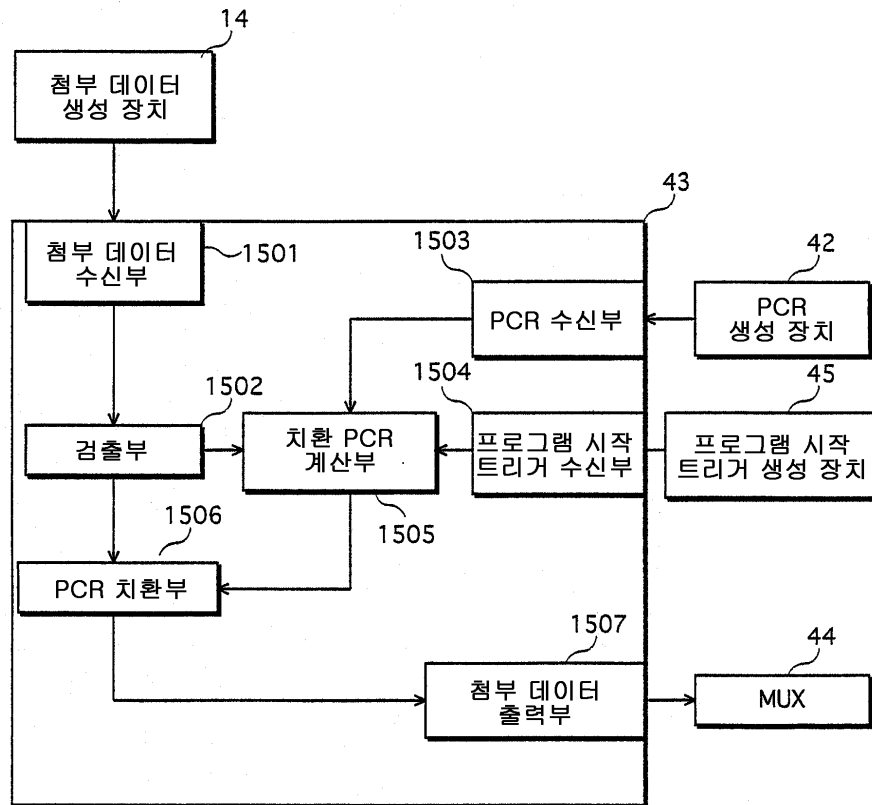 14
첨부 데이터
생성 장치
43
첨부 데이터
수신부
1501
1503
42
PCR 수신부
PCR
생성 장치
1502
1504
45
검출부
치환 PCR
계산부
프로그램 시작
트리거 수신부
프로그램 시작
트리거 생성 장치
1505
1506
PCR 치환부
1507
44
첨부 데이터
출력부
MUX